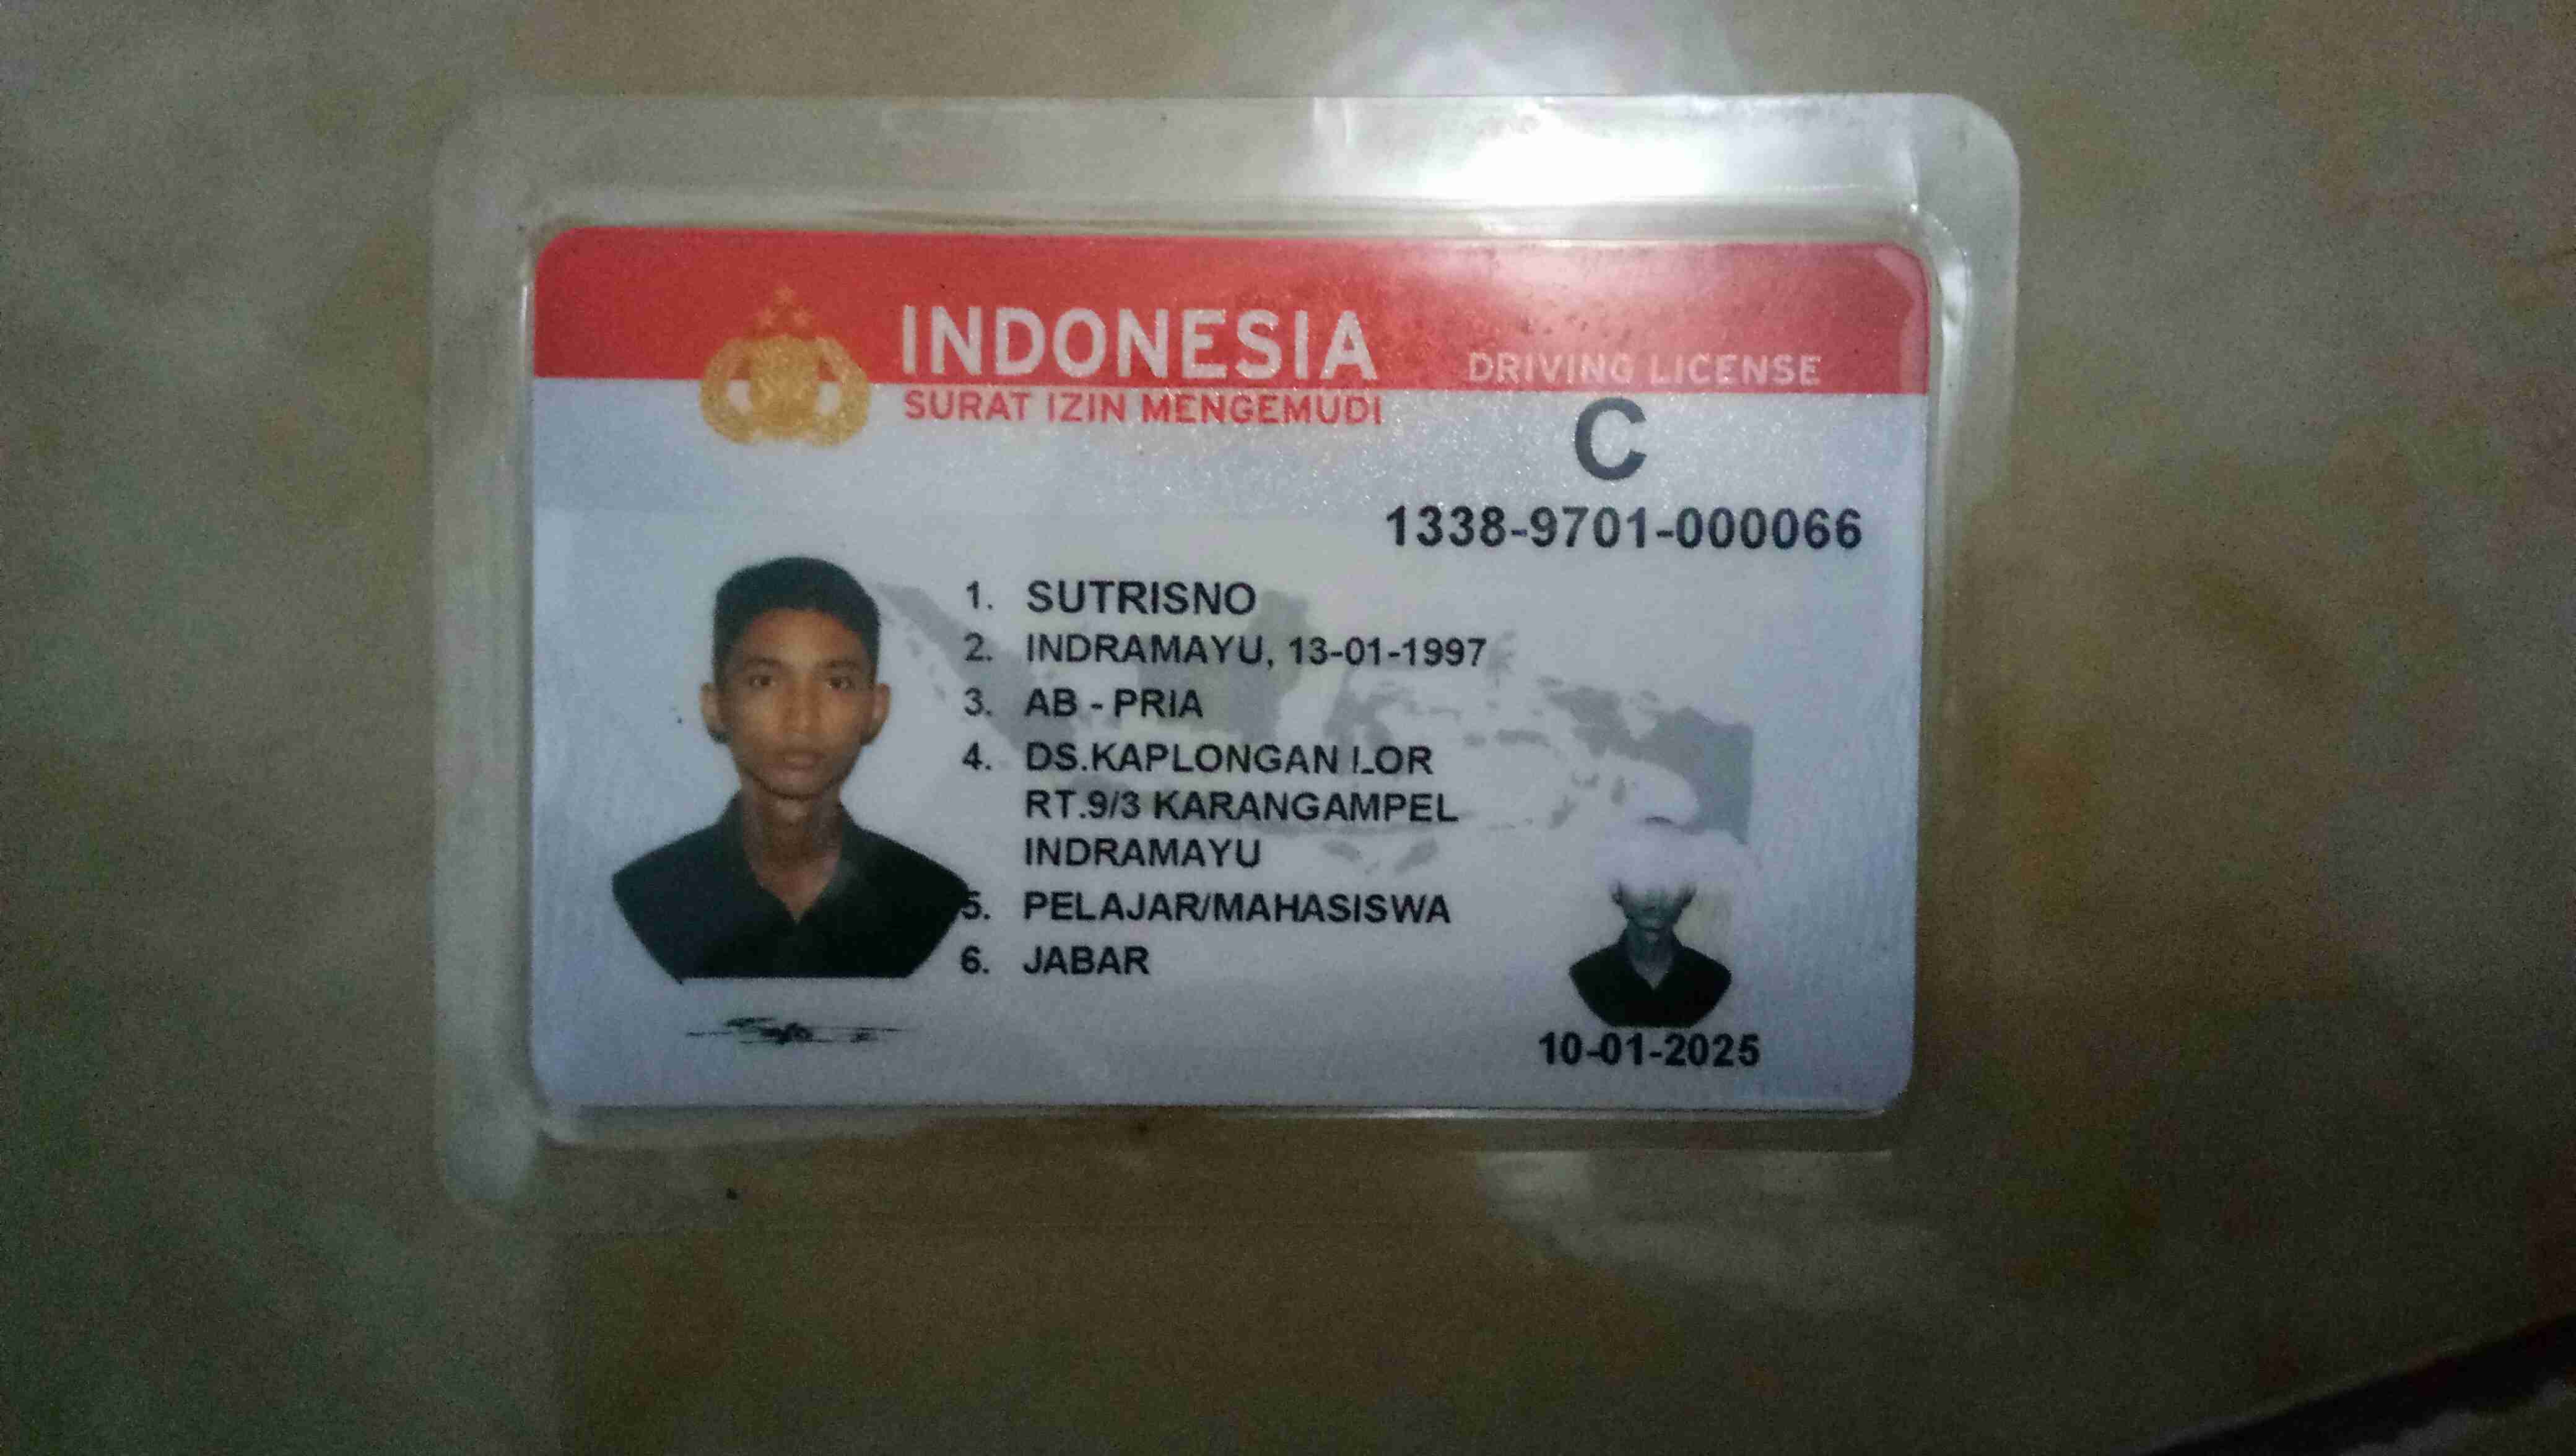 INDONESIA
DRIVING LICENSE
SURAT IZIN MENGEMUDI
C
1338-9701-000066
1. SUTRISNO
2. INDRAMAYU, 13-01-1997
3. AB - PRIA
4. DS.KAPLONGAN LOR
RT.9/3 KARANGAMPEL
INDRAMAYU
5. PELAJAR/MAHASISWA
6. JABAR
10-01-2025